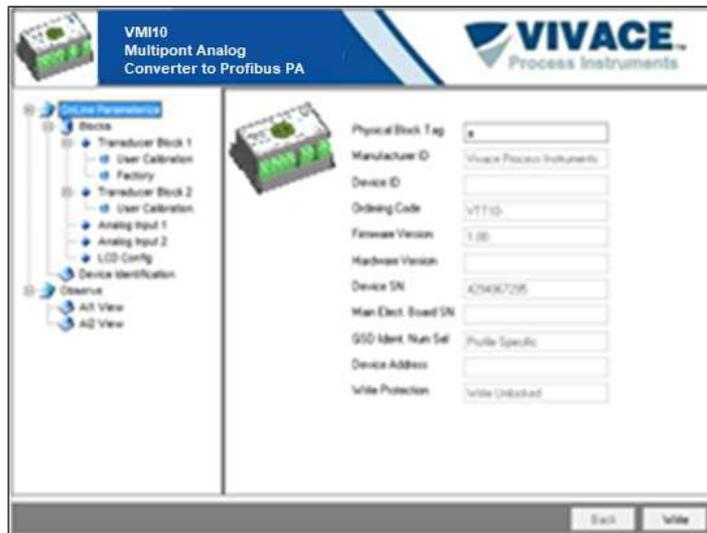 VMI10
Multipont Analog
Converter to Profibus PA
VIVACE
Process Instruments
OnLine Parameterize
Blocks
Transducer Block 1
User Calibration
Factory
Transducer Block 2
User Calibration
Analog Input 1
Analog Input 2
LCD Config
Device Identification
Observe
AI1 View
AI2 View
Physical Block Tag
Manufacturer ID Vivace Process Instruments
Device ID
Ordering Code VTT10-
Firmware Version 1.00
Hardware Version
Device SN 4294967295
Main Elect. Board SN
GSD Ident. Num Sel Profile Specific
Device Address
Write Protection Write Unlocked
Back Write